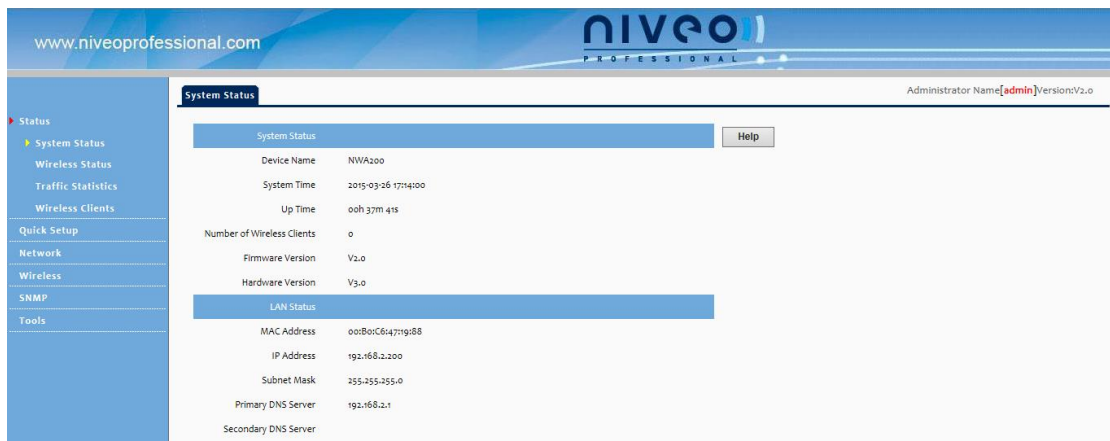 www.niveoprofessional.com
niveo
PROFESSIONAL
System Status
Administrator Name[admin]Version:V2.0
Status
System Status
Wireless Status
Traffic Statistics
Wireless Clients
Quick Setup
Network
Wireless
SNMP
Tools
System Status
Help
Device Name NWA200
System Time 2015-03-26 17:14:00
Up Time 00h 37m 41s
Number of Wireless Clients 0
Firmware Version V2.0
Hardware Version V3.0
LAN Status
MAC Address 00:B0:C6:47:19:88
IP Address 192.168.2.200
Subnet Mask 255.255.255.0
Primary DNS Server 192.168.2.1
Secondary DNS Server